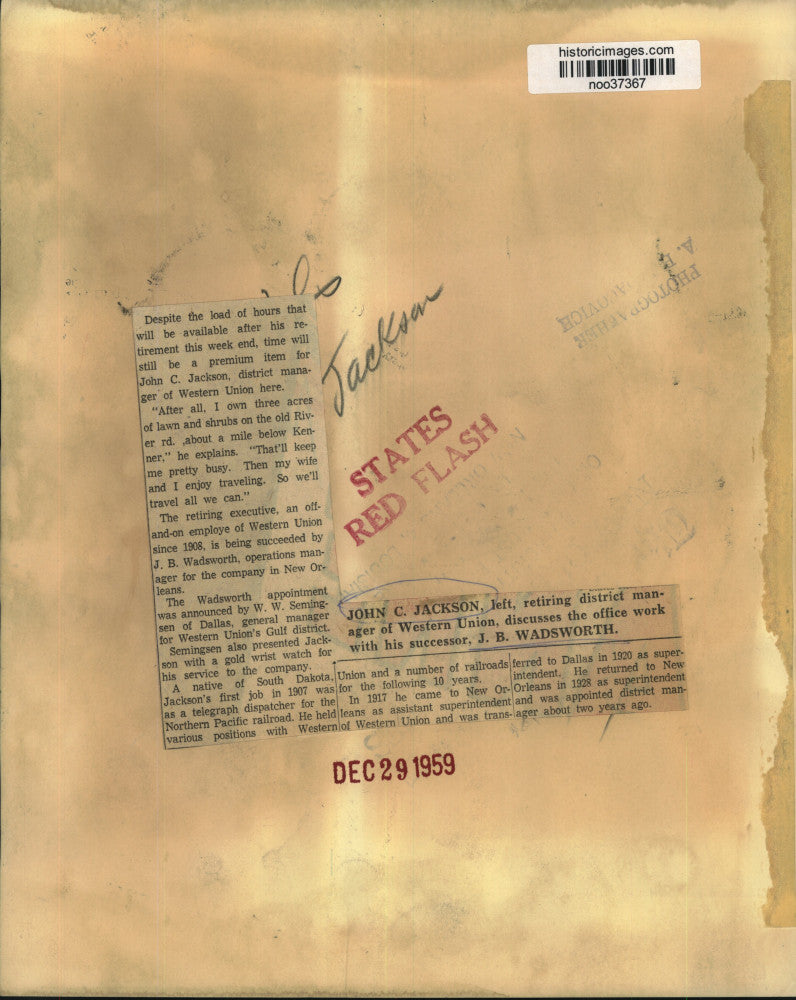 historicimages.com
noo37367
Jackson
PHOTOGRAPHER
STATES
RED FLASH
Despite the load of hours that
will be available after his re-
tirement this week end, time will
still be a premium item for
John C. Jackson, district mana-
ger of Western Union here.
"After all, I own three acres
of lawn and shrubs on the old Riv-
er rd. ,about a mile below Ken-
ner," he explains. "That'll keep
me pretty busy. Then my wife
and I enjoy traveling. So we'll
travel all we can."
The retiring executive, an off-
and-on employe of Western Union
since 1908, is being succeeded by
J. B. Wadsworth, operations man-
ager for the company in New Or-
leans.
The Wadsworth appointment
was announced by W. W. Seming-
sen of Dallas, general manager
for Western Union's Gulf district.
Semingsen also presented Jack-
son with a gold wrist watch for
his service to the company.
A native of South Dakota,
Jackson's first job in 1907 was
as a telegraph dispatcher for the
Northern Pacific railroad. He held
various positions with Western
Union and a number of railroads
for the following 10 years.
In 1917 he came to New Or-
leans as assistant superintendent
of Western Union and was trans-
ferred to Dallas in 1920 as super-
intendent. He returned to New
Orleans in 1928 as superintendent
and was appointed district man-
ager about two years ago.
JOHN C. JACKSON, left, retiring district man-
ager of Western Union, discusses the office work
with his successor, J. B. WADSWORTH.
DEC 29 1959